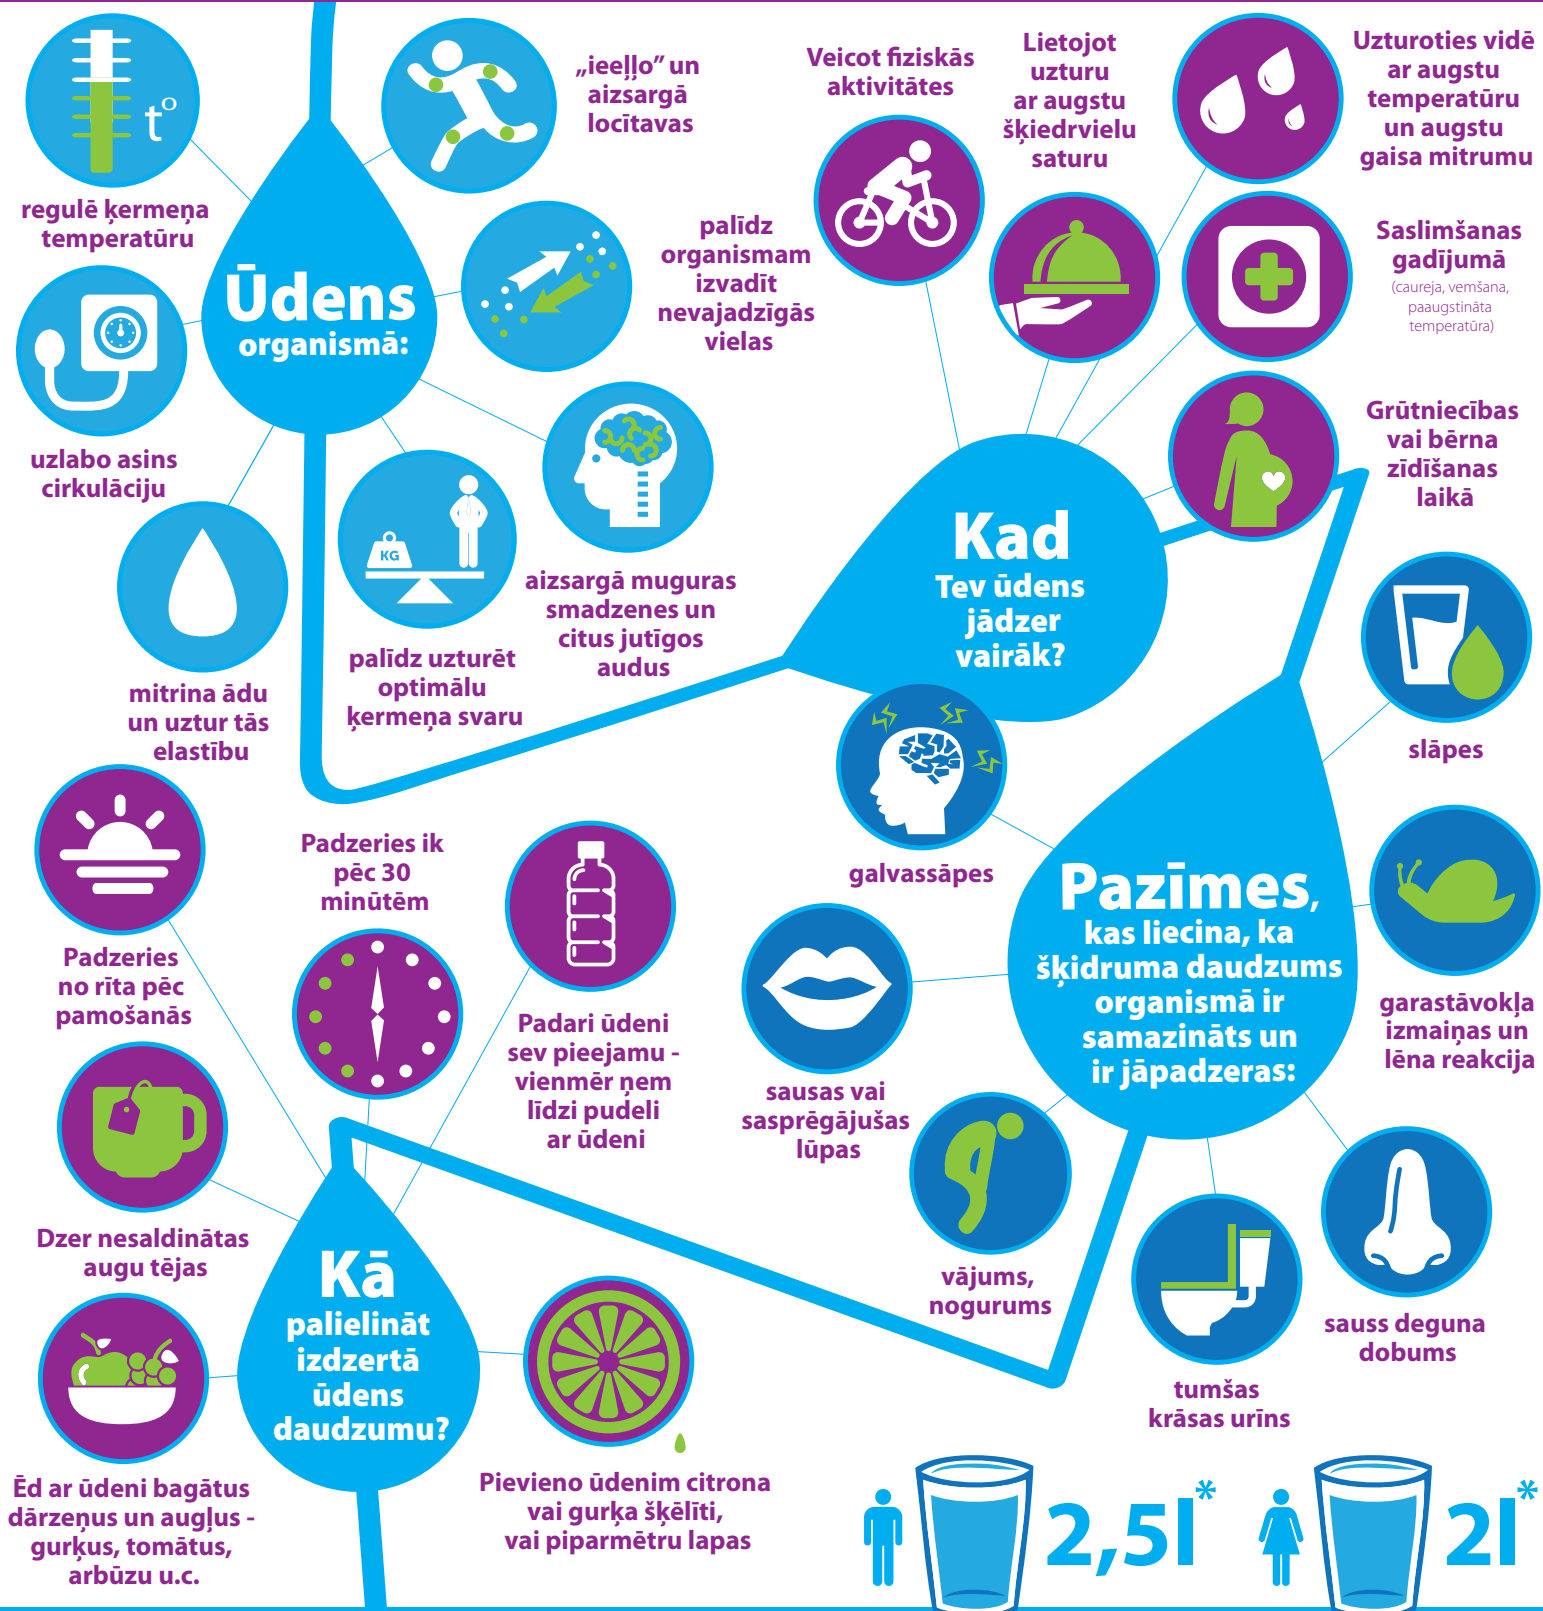 t°
regulē ķermeņa
temperatūru
„ieeļļo” un
aizsargā
locītavas
Ūdens
organismā:
palīdz
organismam
izvadīt
nevajadzīgās
vielas
uzlabo asins
cirkulāciju
aizsargā muguras
smadzenes un
citus jutīgos
audus
KG
palīdz uzturēt
optimālu
ķermeņa svaru
mitrina ādu
un uztur tās
elastību
Veicot fiziskās
aktivitātes
Lietojot
uzturu
ar augstu
šķiedrvielu
saturu
Uzturoties vidē
ar augstu
temperatūru
un augstu
gaisa mitrumu
Saslimšanas
gadījumā
(caureja, vemšana,
paaugstināta
temperatūra)
Grūtniecības
vai bērna
zīdīšanas
laikā
Kad
Tev ūdens
jādzer
vairāk?
slāpes
galvassāpes
Pazīmes,
kas liecina, ka
šķidruma daudzums
organismā ir
samazināts un
ir jāpadzeras:
garastāvokļa
izmaiņas un
lēna reakcija
sausas vai
sasprēgājušas
lūpas
vājums,
nogurums
tumšas
krāsas urīns
sauss deguna
dobums
Padzeries
no rīta pēc
pamošanās
Padzeries ik
pēc 30
minūtēm
Padari ūdeni
sev pieejamu -
vienmēr ņem
līdzi pudeli
ar ūdeni
Dzer nesaldinātas
augu tējas
Kā
palielināt
izdzertā
ūdens
daudzumu?
Ēd ar ūdeni bagātus
dārzeņus un augļus -
gurķus, tomātus,
arbūzu u.c.
Pievieno ūdenim citrona
vai gurķa šķēlīti,
vai piparmētru lapas
2,5l*
2l*